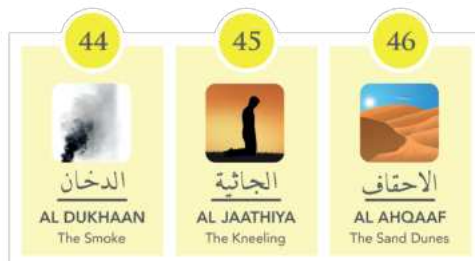 44
الدخان
AL DUKHAAN
The Smoke
45
الجاثية
AL JAATHIYA
The Kneeling
46
الاحقاف
AL AHQAAF
The Sand Dunes